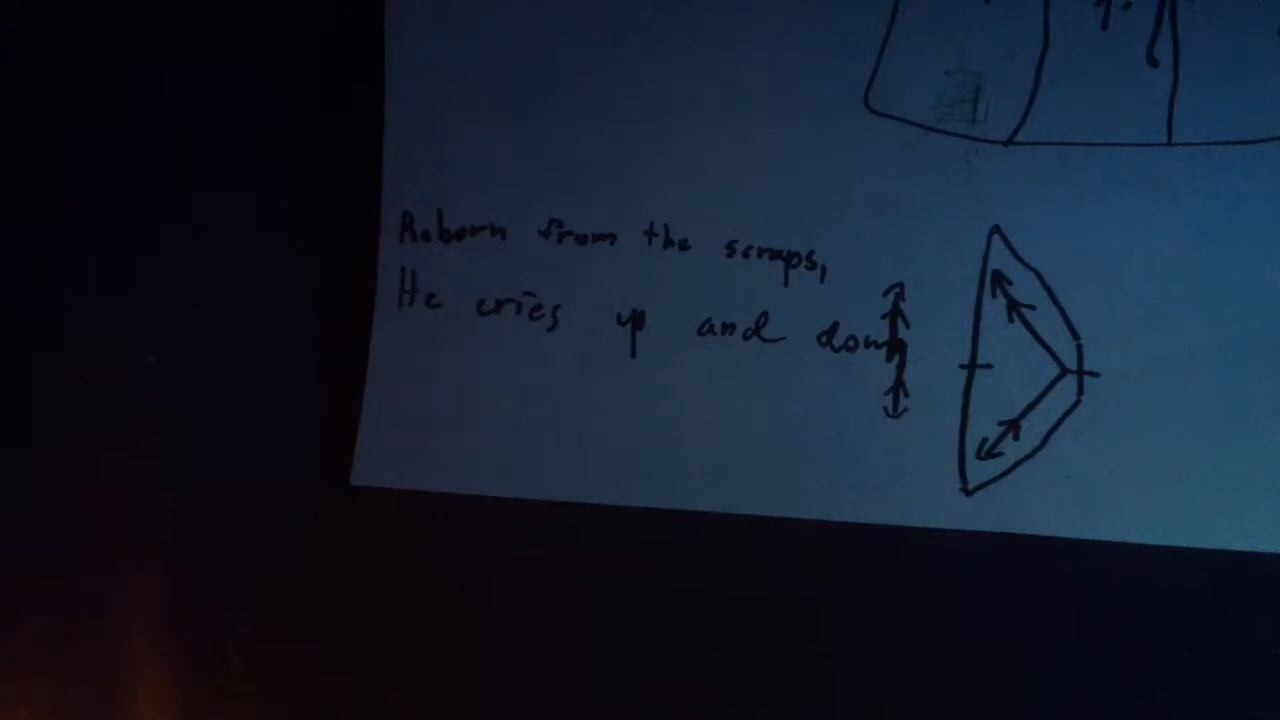 Reborn from the scraps,
He cries up and down